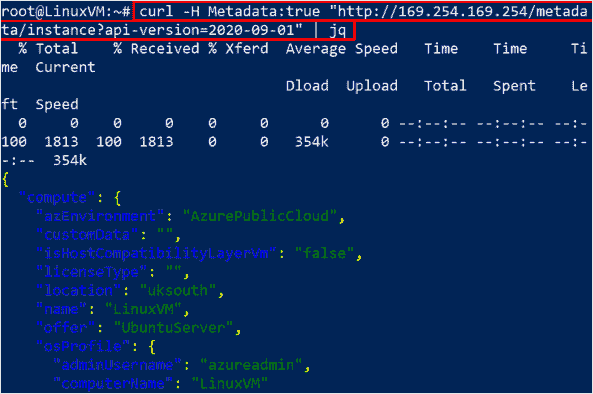 root@LinuxVM:~# curl -H Metadata:true "http://169.254.169.254/metada
ta/instance?api-version=2020-09-01" | jq
% Total % Received % Xferd Average Speed Time Time Ti
me Current
Dload Upload Total Spent Le
ft Speed
0 0 0 0 0 0 0 0 --:--:-- --:--:-- --:
100 1813 100 1813 0 0 354k 0 --:--:-- --:--:-- -
-:-- 354k
{
"compute": {
"azEnvironment": "AzurePublicCloud",
"customData": "",
"isHostCompatibilityLayerVm": "false",
"licenseType": "",
"location": "uksouth",
"name": "LinuxVM",
"offer": "UbuntuServer",
"osProfile": {
"adminUsername": "azureadmin",
"computerName": "LinuxVM"